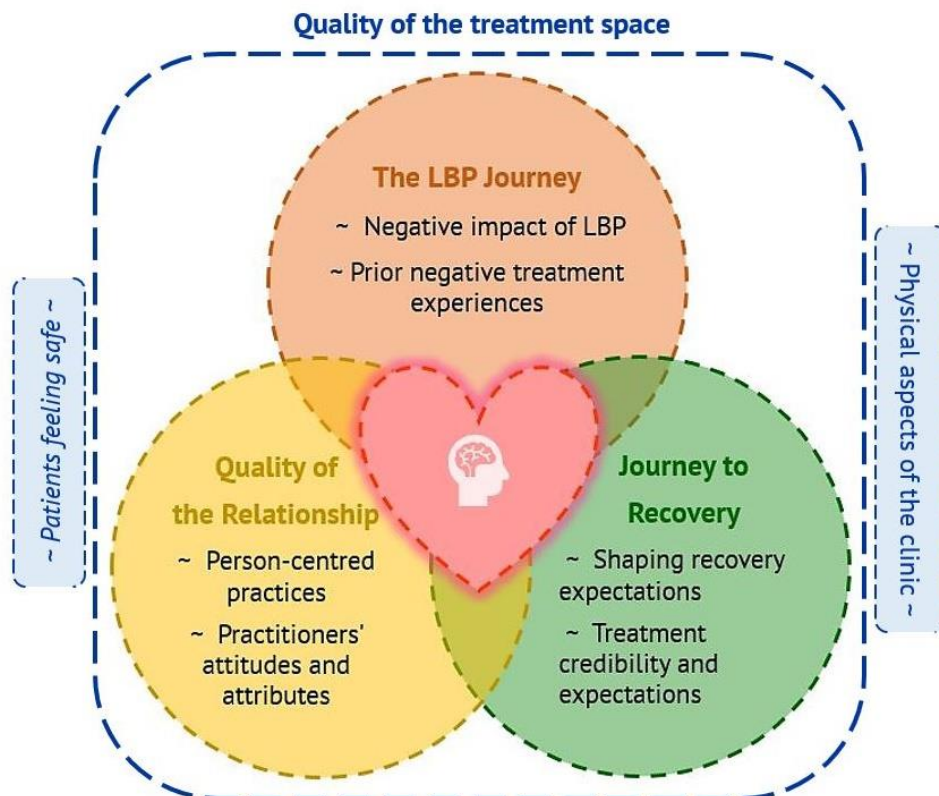 Quality of the treatment space
The LBP Journey
~ Negative impact of LBP
~ Prior negative treatment
experiences
~ Patients feeling safe ~
~ Physical aspects of the clinic ~
Quality of
the Relationship
~ Person-centred
practices
~ Practitioners'
attitudes and
attributes
Journey to
Recovery
~ Shaping recovery
expectations
~ Treatment
credibility and
expectations